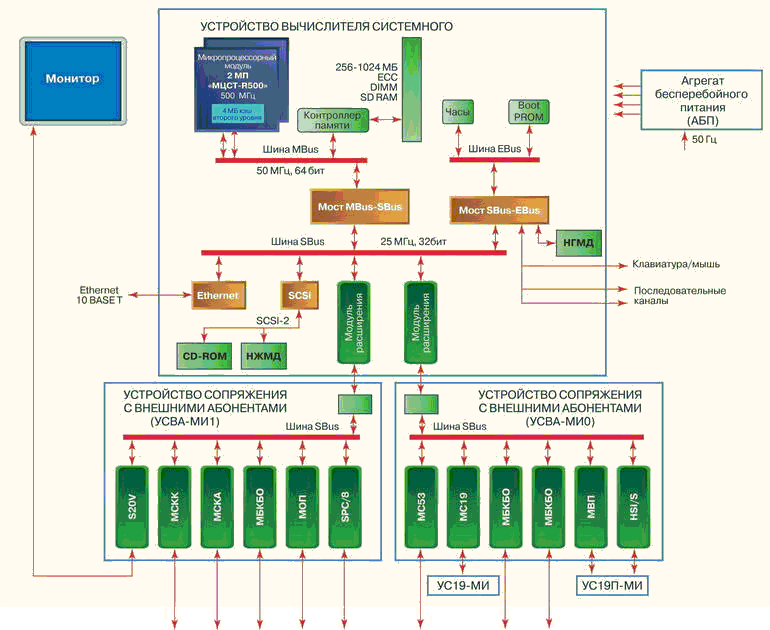 УСТРОЙСТВО ВЫЧИСЛИТЕЛЯ СИСТЕМНОГО
Монитор
Микропроцессорный
модуль
2 МП
«МЦСТ-R500»
500 МГц
4 МБ кэш
второго уровня
256-1024 МБ
ECC
DIMM
SD RAM
Контроллер
памяти
Часы
Boot
PROM
Агрегат
бесперебойного
питания
(АБП)
50 Гц
Шина MBus
50 МГц, 64 бит
Шина EBus
Мост MBus-SBus
Мост SBus-EBus
НГМД
Шина SBus
25 МГц, 32бит
Клавиатура/мышь
Последовательные
каналы
Ethernet
10 BASE T
Ethernet
SCSi
SCSi-2
CD-ROM
НЖМД
Модуль
расширения
Модуль
расширения
УСТРОЙСТВО СОПРЯЖЕНИЯ
С ВНЕШНИМИ АБОНЕНТАМИ
(УСВА-МИ1)
Шина SBus
S20V
МСКК
МСКА
МБКБО
МОП
SPC/8
УСТРОЙСТВО СОПРЯЖЕНИЯ
С ВНЕШНИМИ АБОНЕНТАМИ
(УСВА-МИ0)
Шина SBus
МС53
МС19
МБКБО
МБКБО
МВП
HSI/S
УС19-МИ
УС19П-МИ